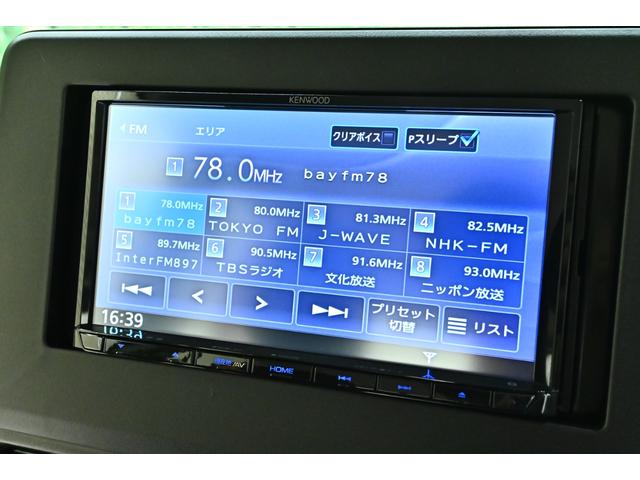 KENWOOD
FM エリア クリアボイス Pスリープ
1 78.0MHz bayfm78
1 78.0MHz 2 80.0MHz 3 81.3MHz 4 82.5MHz
bayfm78 TOKYO FM J-WAVE NHK-FM
5 89.7MHz 6 90.5MHz 7 91.6MHz 8 93.0MHz
InterFM897 TBSラジオ 文化放送 ニッポン放送
プリセット
切替 リスト
16:39
現在地/AV HOME